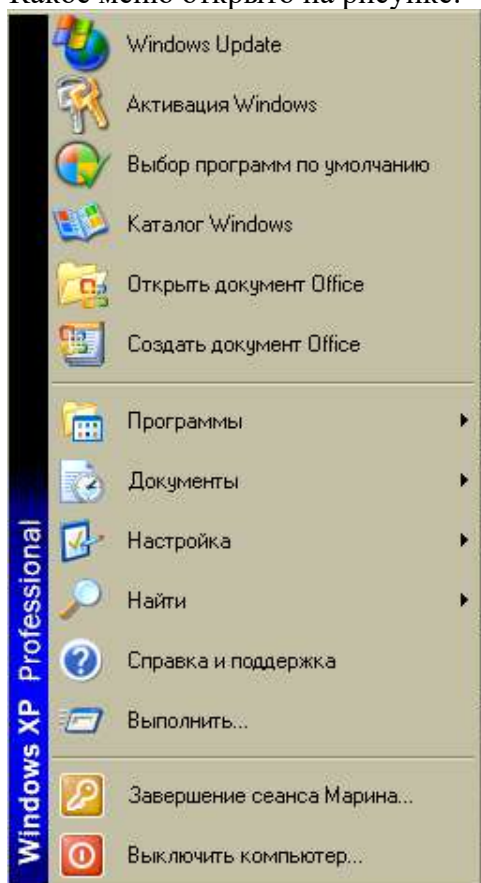 Какое меню открыто на рисунке:
Windows Update
Активация Windows
Выбор программ по умолчанию
Каталог Windows
Открыть документ Office
Создать документ Office
Программы
Документы
Настройка
Найти
Справка и поддержка
Выполнить...
Завершение сеанса Марина...
Выключить компьютер...
Windows XP Professional